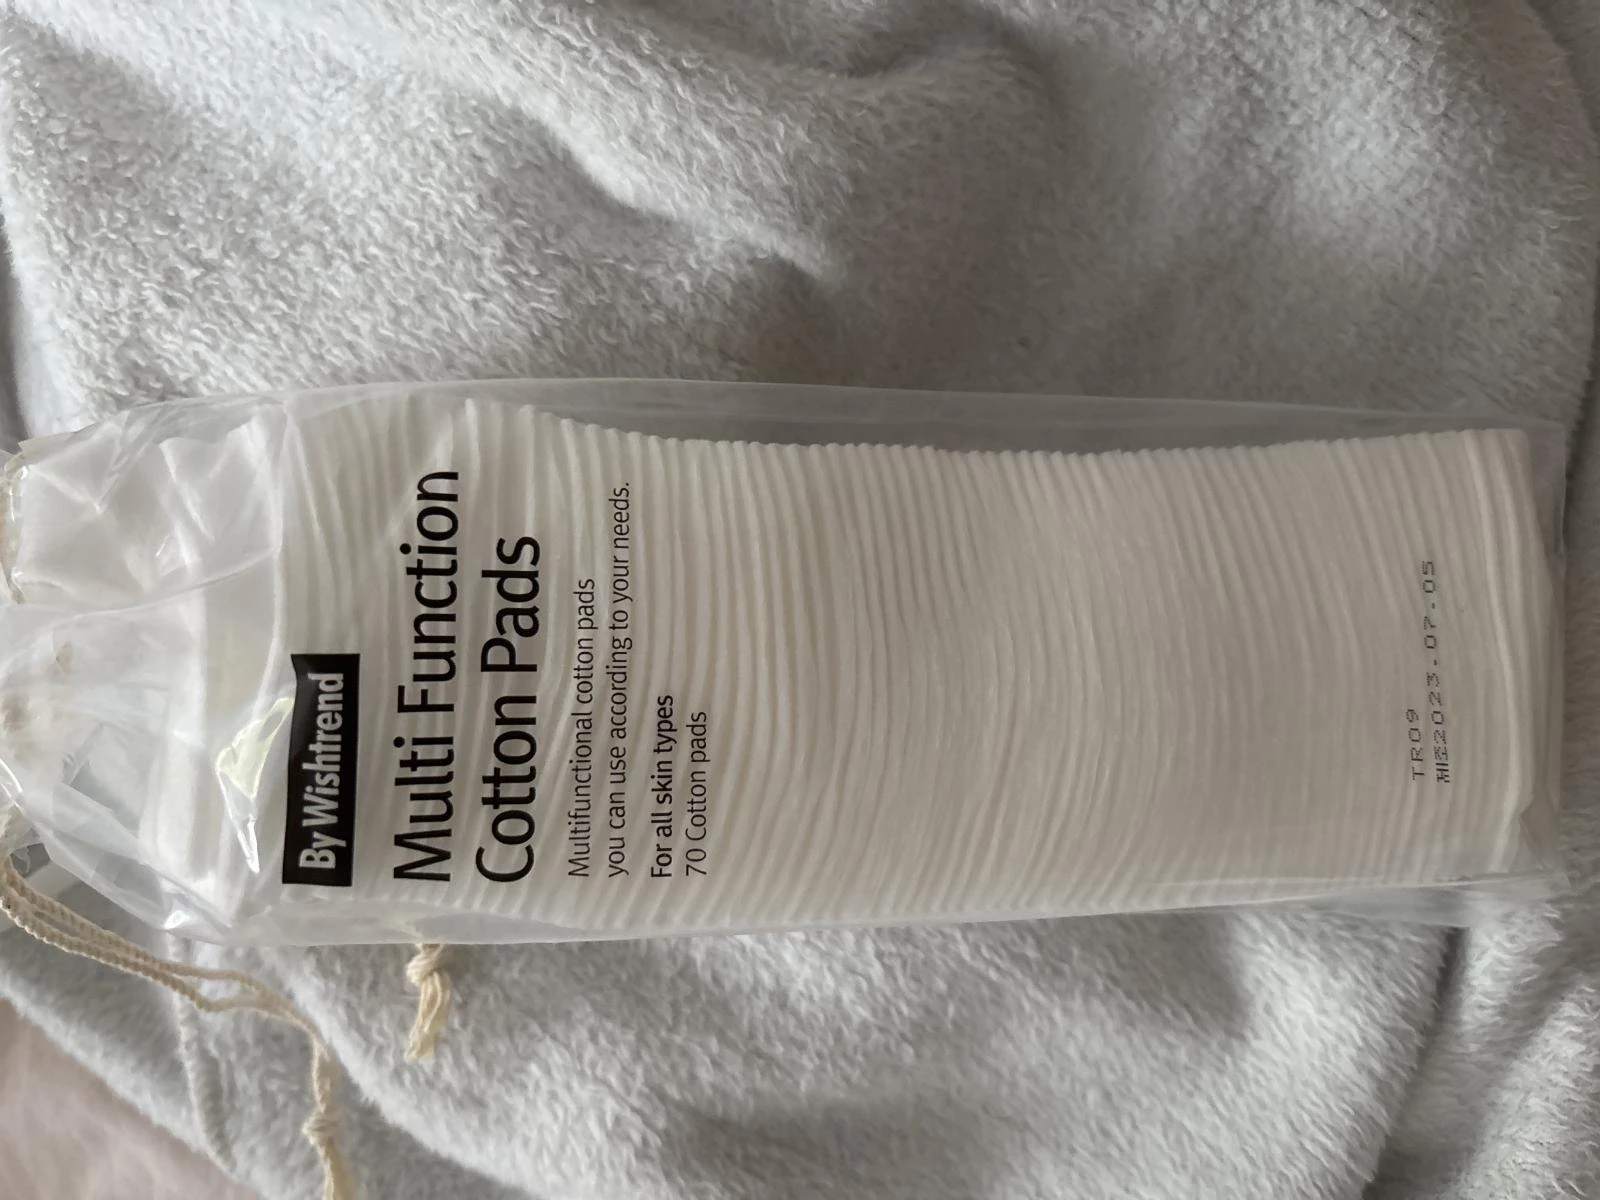 By Wishtrend
Multi Function
Cotton Pads
Multifunctional cotton pads
you can use according to your needs.
For all skin types
70 Cotton pads
TR09
2023.07.05